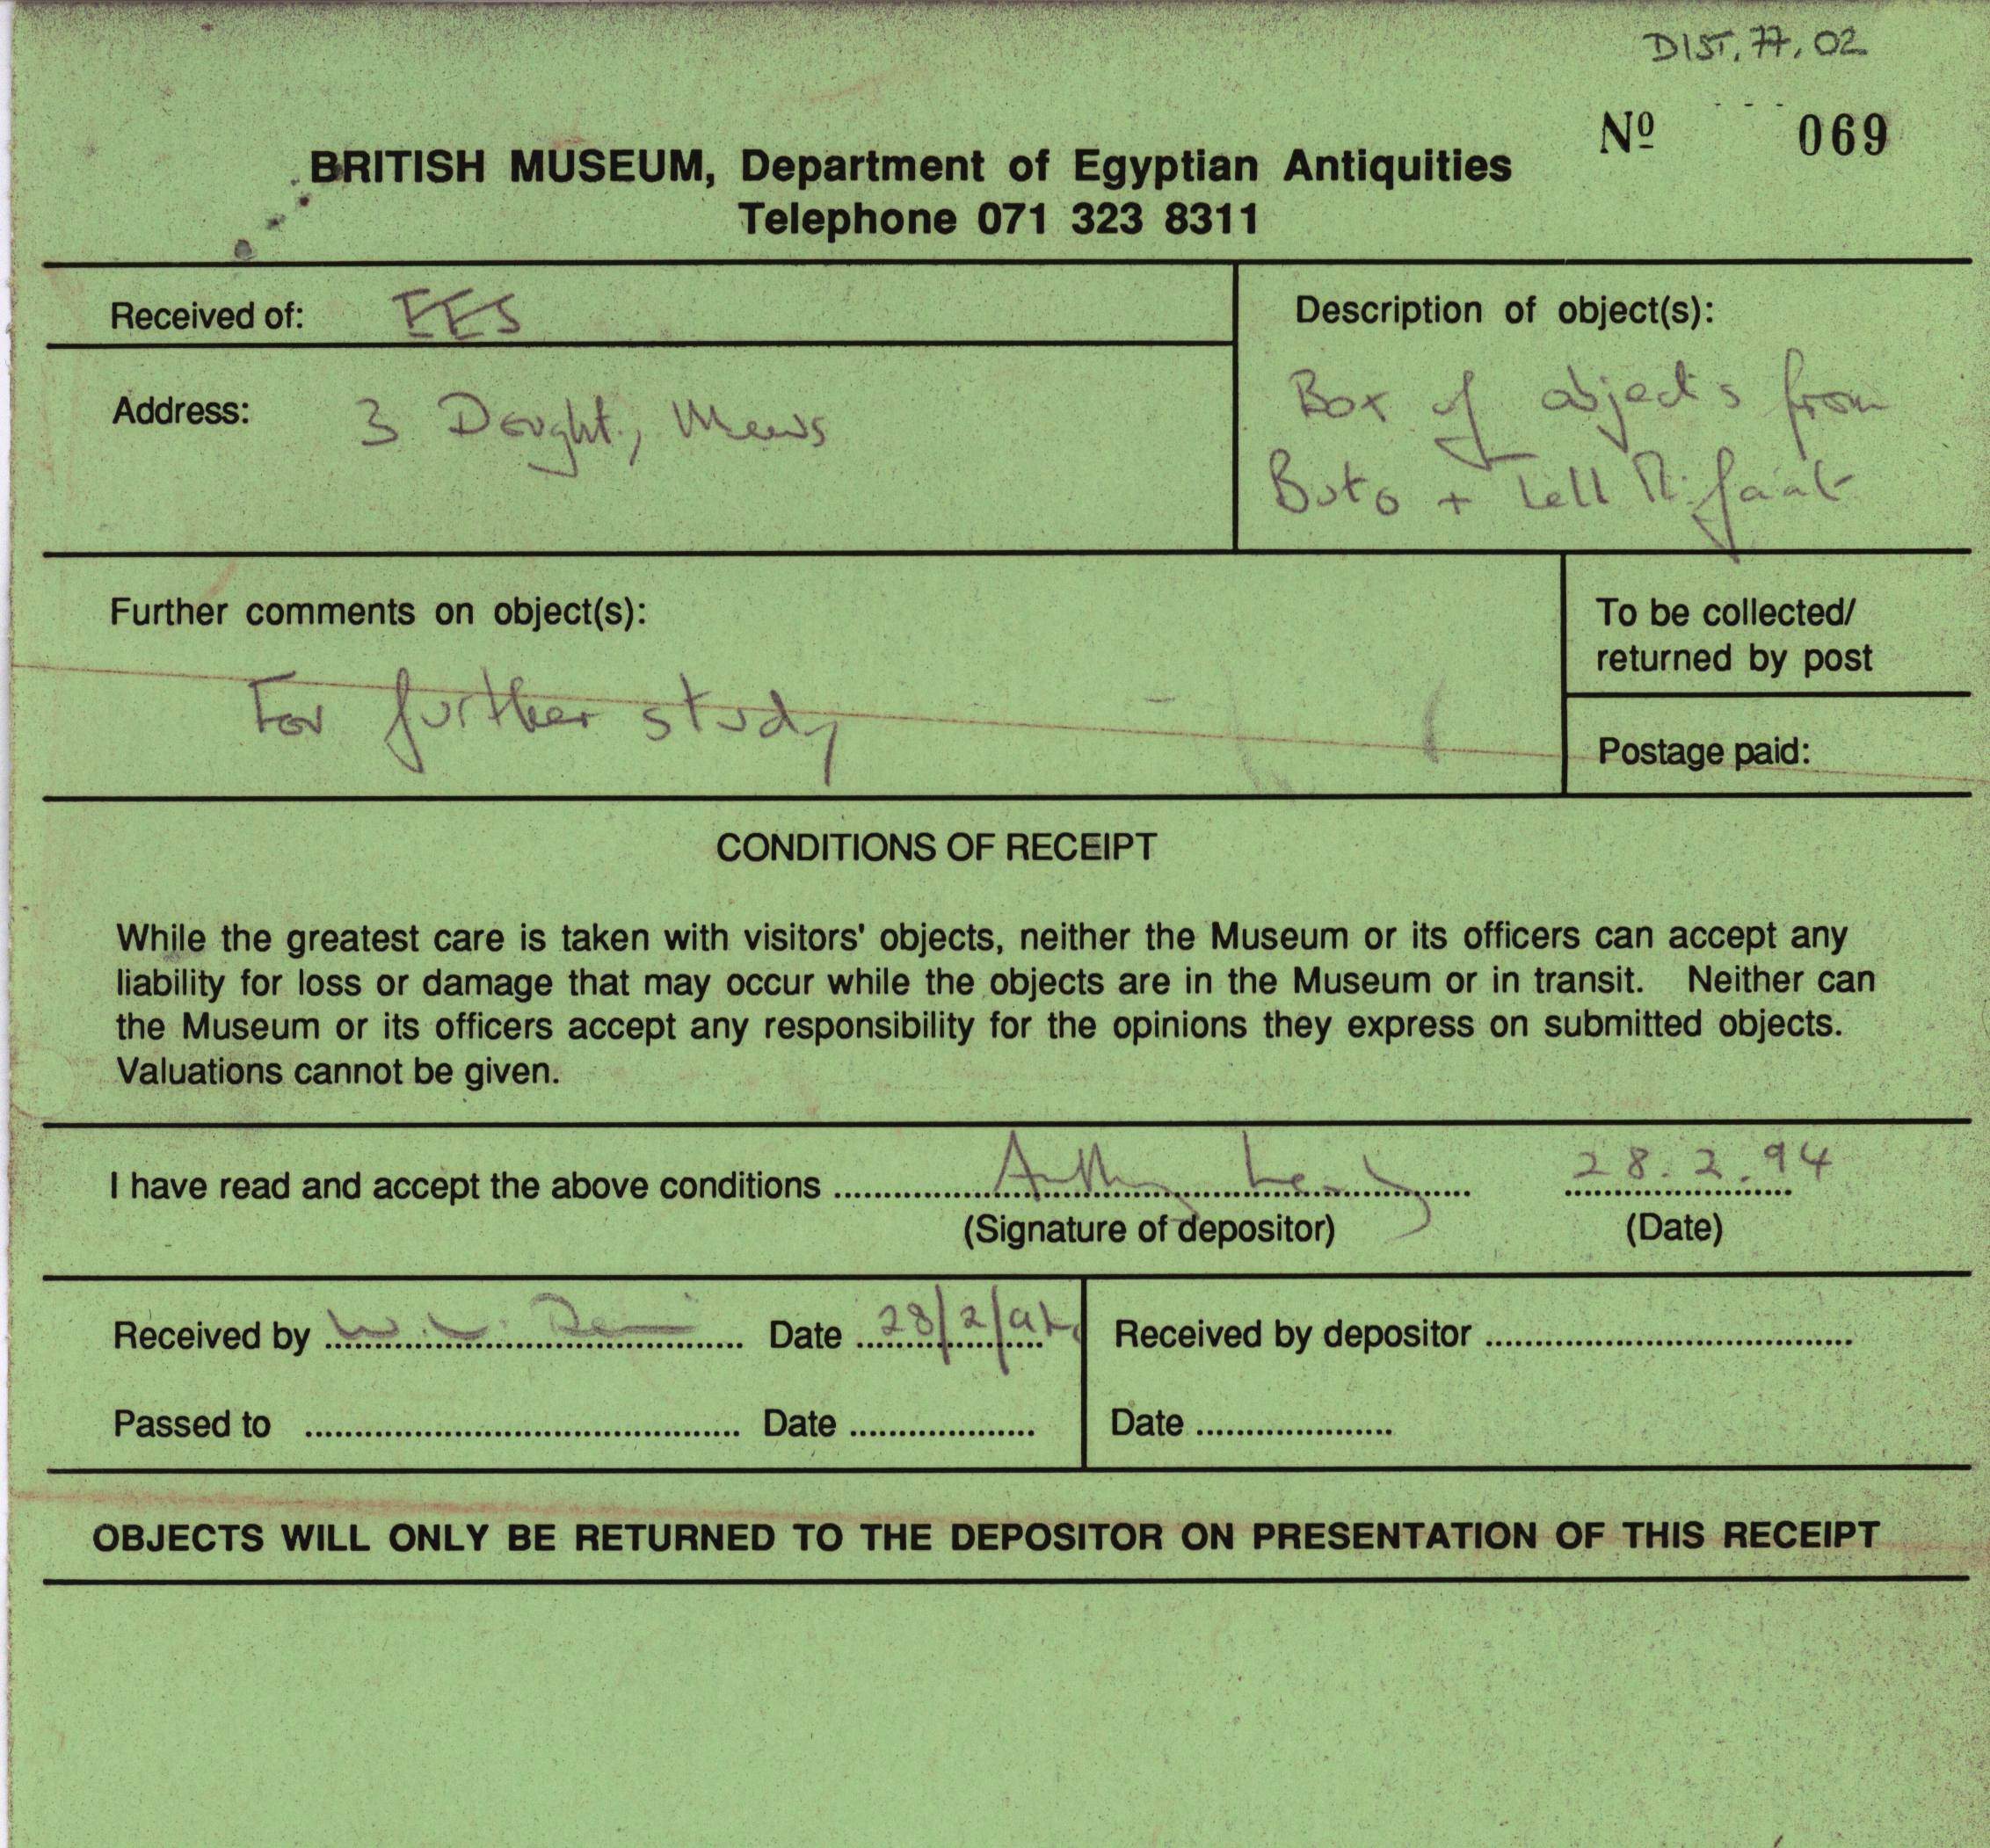 DIST. 77. 02
Nº 069
BRITISH MUSEUM, Department of Egyptian Antiquities
Telephone 071 323 8311
Received of: EES
Address: 3 Doughty Mews
Description of object(s):
Box of objects from
Buto + Tell Rifa'at
Further comments on object(s):
For further study
To be collected/
returned by post
Postage paid:
CONDITIONS OF RECEIPT
While the greatest care is taken with visitors' objects, neither the Museum or its officers can accept any
liability for loss or damage that may occur while the objects are in the Museum or in transit. Neither can
the Museum or its officers accept any responsibility for the opinions they express on submitted objects.
Valuations cannot be given.
I have read and accept the above conditions Anthony 28.2.94
(Signature of depositor) (Date)
Received by W.V. Date 28/2/94
Received by depositor
Passed to Date
Date
OBJECTS WILL ONLY BE RETURNED TO THE DEPOSITOR ON PRESENTATION OF THIS RECEIPT